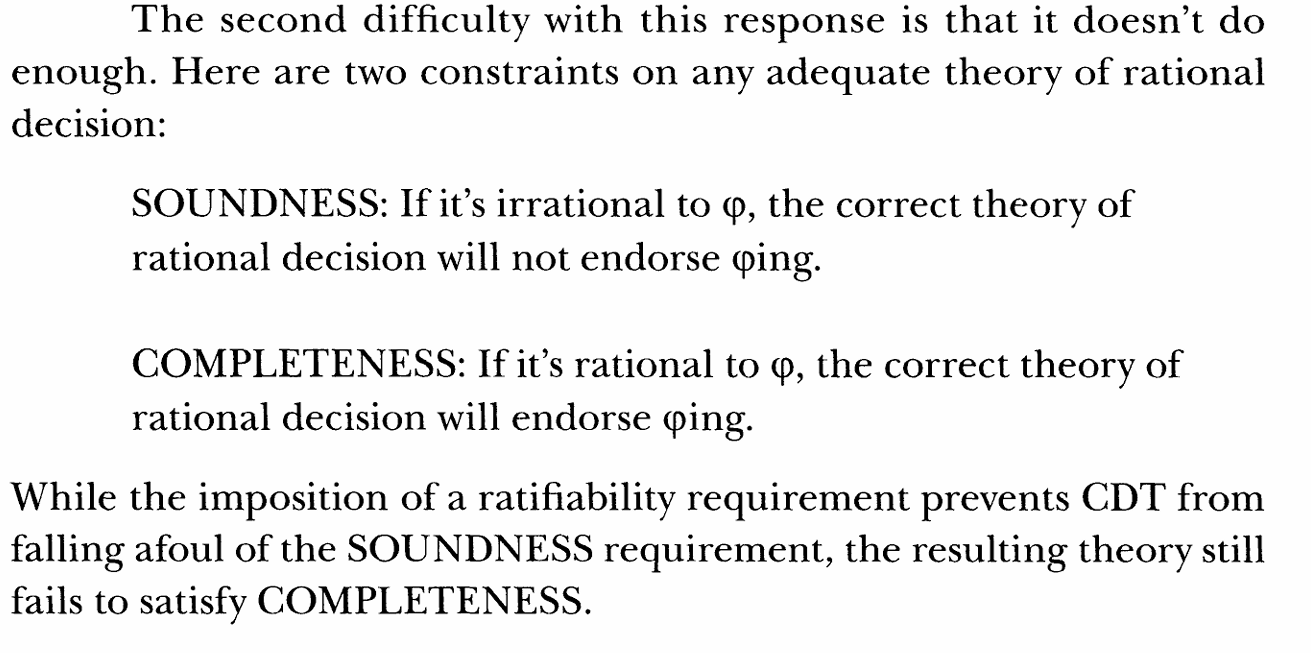 The second difficulty with this response is that it doesn't do
enough. Here are two constraints on any adequate theory of rational
decision:
SOUNDNESS: If it's irrational to φ, the correct theory of
rational decision will not endorse φing.
COMPLETENESS: If it's rational to φ, the correct theory of
rational decision will endorse φing.
While the imposition of a ratifiability requirement prevents CDT from
falling afoul of the SOUNDNESS requirement, the resulting theory still
fails to satisfy COMPLETENESS.